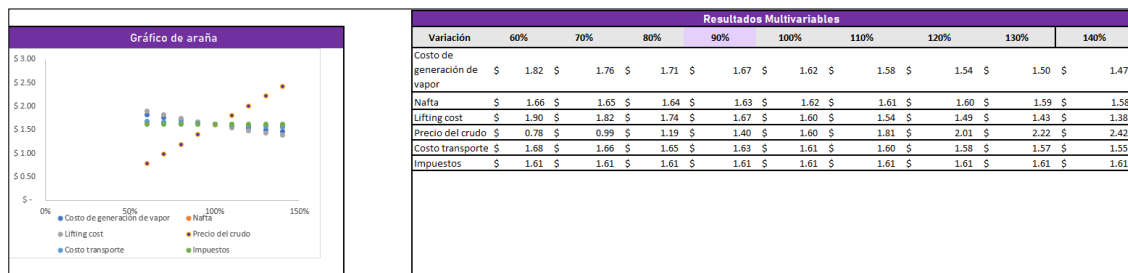 Gráfico de araña
$ 3.00
$ 2.50
$ 2.00
$ 1.50
$ 1.00
$ 0.50
$ -
0% 50% 100% 150%
Costo de generación de vapor Nafta
Lifting cost Precio del crudo
Costo transporte Impuestos
Resultados Multivariables
Variación 60% 70% 80% 90% 100% 110% 120% 130% 140%
Costo de
generación de $ 1.82 $ 1.76 $ 1.71 $ 1.67 $ 1.62 $ 1.58 $ 1.54 $ 1.50 $ 1.47
vapor
Nafta $ 1.66 $ 1.65 $ 1.64 $ 1.63 $ 1.62 $ 1.61 $ 1.60 $ 1.59 $ 1.58
Lifting cost $ 1.90 $ 1.82 $ 1.74 $ 1.67 $ 1.60 $ 1.54 $ 1.49 $ 1.43 $ 1.38
Precio del crudo $ 0.78 $ 0.99 $ 1.19 $ 1.40 $ 1.60 $ 1.81 $ 2.01 $ 2.22 $ 2.42
Costo transporte $ 1.68 $ 1.66 $ 1.65 $ 1.63 $ 1.61 $ 1.60 $ 1.58 $ 1.57 $ 1.55
Impuestos $ 1.61 $ 1.61 $ 1.61 $ 1.61 $ 1.61 $ 1.61 $ 1.61 $ 1.61 $ 1.61